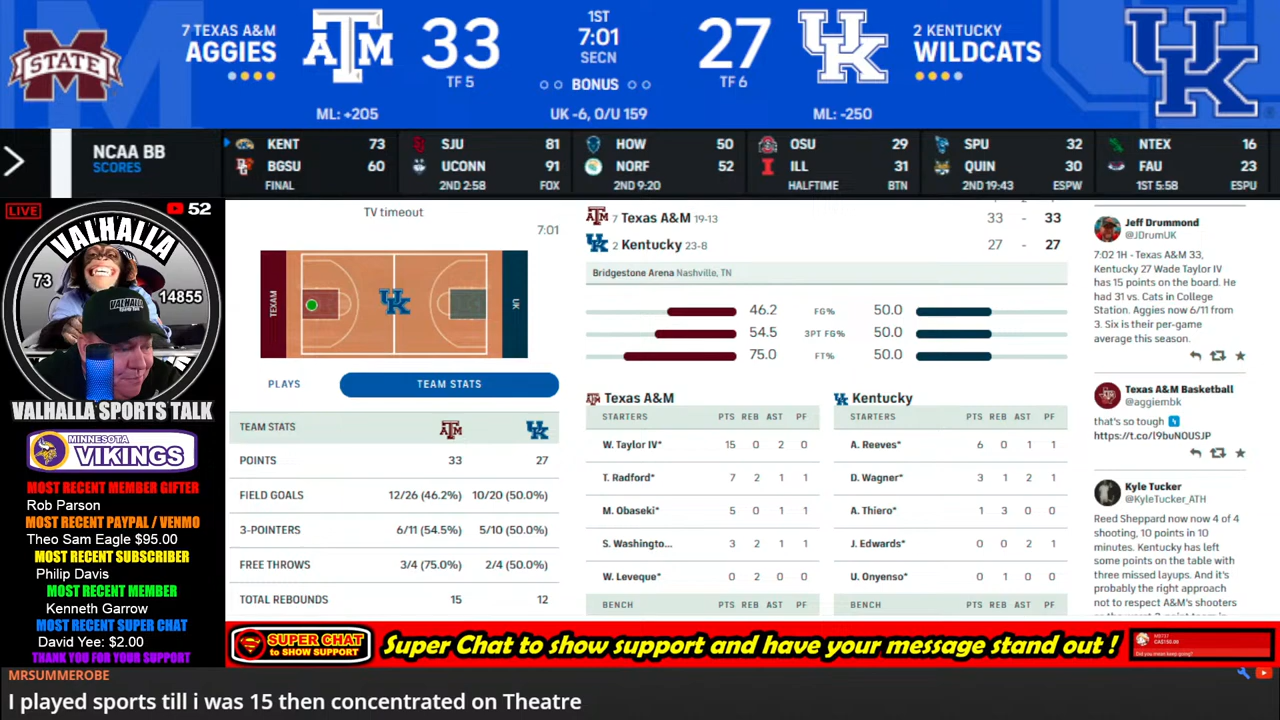 7 TEXAS A&M
AGGIES
ATM
33
TF 5
ML: +205
1ST
7:01
SECN
BONUS
UK -6, O/U 159
27
TF 6
UK
2 KENTUCKY
WILDCATS
ML: -250
STATE
UK
NCAA BB
SCORES
KENT 73
BGSU 60
FINAL
SJU 81
UCONN 91
2ND 2:58 FOX
HOW 50
NORF 52
2ND 9:20
OSU 29
ILL 31
HALFTIME BTN
SPU 32
QUIN 30
2ND 19:43 ESPW
NTEX 16
FAU 23
1ST 5:58 ESPU
LIVE
52
VALHALLA
73
14855
VALHALLA
VALHALLA SPORTS TALK
MINNESOTA
VIKINGS
MOST RECENT MEMBER GIFTER
Rob Parson
MOST RECENT PAYPAL / VENMO
Theo Sam Eagle $95.00
MOST RECENT SUBSCRIBER
Philip Davis
MOST RECENT MEMBER
Kenneth Garrow
MOST RECENT SUPER CHAT
David Yee: $2.00
THANK YOU FOR YOUR SUPPORT
TV timeout
7:01
TEXAM
UK
UK
PLAYS
TEAM STATS
TEAM STATS ATM UK
POINTS 33 27
FIELD GOALS 12/26 (46.2%) 10/20 (50.0%)
3-POINTERS 6/11 (54.5%) 5/10 (50.0%)
FREE THROWS 3/4 (75.0%) 2/4 (50.0%)
TOTAL REBOUNDS 15 12
7 Texas A&M 19-13 33 - 33
2 Kentucky 23-8 27 - 27
Bridgestone Arena Nashville, TN
46.2 FG% 50.0
54.5 3PT FG% 50.0
75.0 FT% 50.0
Texas A&M
STARTERS PTS REB AST PF
W. Taylor IV* 15 0 2 0
T. Radford* 7 2 1 1
M. Obaseki* 5 0 1 1
S. Washingto... 3 2 1 1
W. Leveque* 0 2 0 0
BENCH PTS REB AST PF
Kentucky
STARTERS PTS REB AST PF
A. Reeves* 6 0 1 1
D. Wagner* 3 1 2 1
A. Thiero* 1 3 0 0
J. Edwards* 0 0 2 1
U. Onyenso* 0 1 0 0
BENCH PTS REB AST PF
Jeff Drummond
@JDrumUK
7:02 1H - Texas A&M 33,
Kentucky 27 Wade Taylor IV
has 15 points on the board. He
had 31 vs. Cats in College
Station. Aggies now 6/11 from
3. Six is their per-game
average this season.
Texas A&M Basketball
@aggiembk
that's so tough
https://t.co/l9buNOUSJP
Kyle Tucker
@KyleTucker_ATH
Reed Sheppard now now 4 of 4
shooting, 10 points in 10
minutes. Kentucky has left
some points on the table with
three missed layups. And it's
probably the right approach
not to respect A&M's shooters
SUPER CHAT
to SHOW SUPPORT
Super Chat to show support and have your message stand out !
CA$150.00
Did you mean keep going?
MRSUMMEROBE
I played sports till i was 15 then concentrated on Theatre